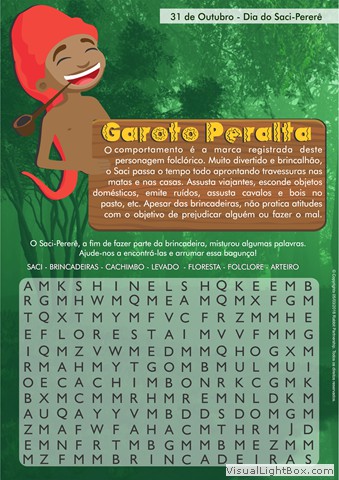 31 de Outubro - Dia do Saci-Pererê
Garoto Peralta
O comportamento é a marca registrada deste
personagem folclórico. Muito divertido e brincalhão,
o Saci passa o tempo todo aprontando travessuras nas
matas e nas casas. Assusta viajantes, esconde objetos
domésticos, emite ruídos, assusta cavalos e bois no
pasto, etc. Apesar das brincadeiras, não pratica atitudes
com o objetivo de prejudicar alguém ou fazer o mal.
O Saci-Pererê, a fim de fazer parte da brincadeira, misturou algumas palavras.
Ajude-nos a encontrá-los e arrumar essa bagunça!
SACI - BRINCADEIRAS - CACHIMBO - LEVADO - FLORESTA - FOLCLORE - ARTEIRO
A M K S H I N E L S H Q K E E M B
R G M H W M Q M E A M Q M X F G M
T Q X T M Y M F V C F R Z M M H E
E F L O R E S T A I M V V F M M G
I Q M Z V W M E D M M Q H O G X M
R M A H M Y T G O M B M U L M U I
O E C A C H I M B O N R K C G M K
B X M C M M R H M R E M N L D K M
A U Q A Y Y V M B D D S D O M G M
Z M A F W F A H A C M T H R M J D
E M N F R T M B G M M B M E Z M M
M Z F M M B R I N C A D E I R A S
VisualLightBox.com